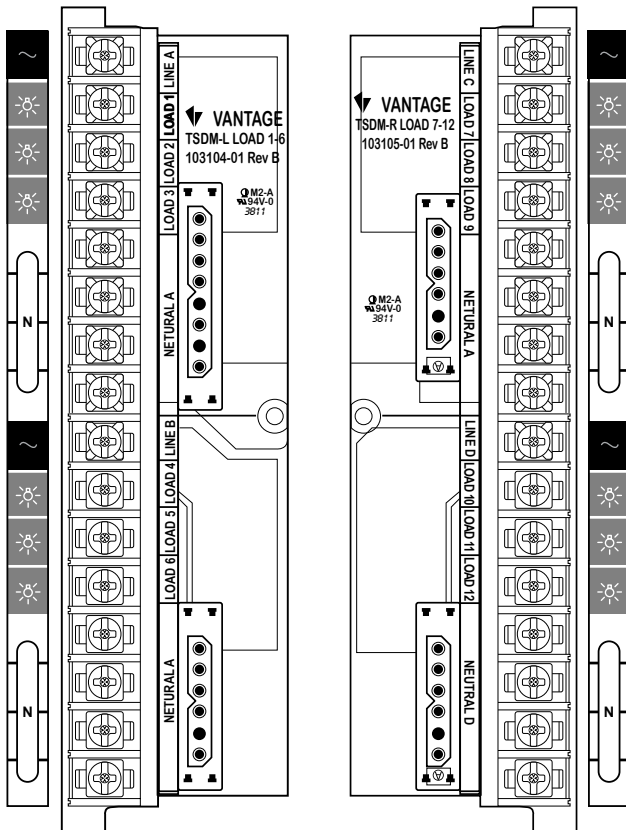 LINE A
LOAD 1
LOAD 2
LOAD 3
NETURAL A
LINE B
LOAD 4
LOAD 5
LOAD 6
NETURAL A
VANTAGE
TSDM-L LOAD 1-6
103104-01 Rev B
M2-A
94V-0
3811
N
N
VANTAGE
TSDM-R LOAD 7-12
103105-01 Rev B
M2-A
94V-0
3811
LINE C
LOAD 7
LOAD 8
LOAD 9
NETURAL A
LINE D
LOAD 10
LOAD 11
LOAD 12
NEUTRAL D
N
N